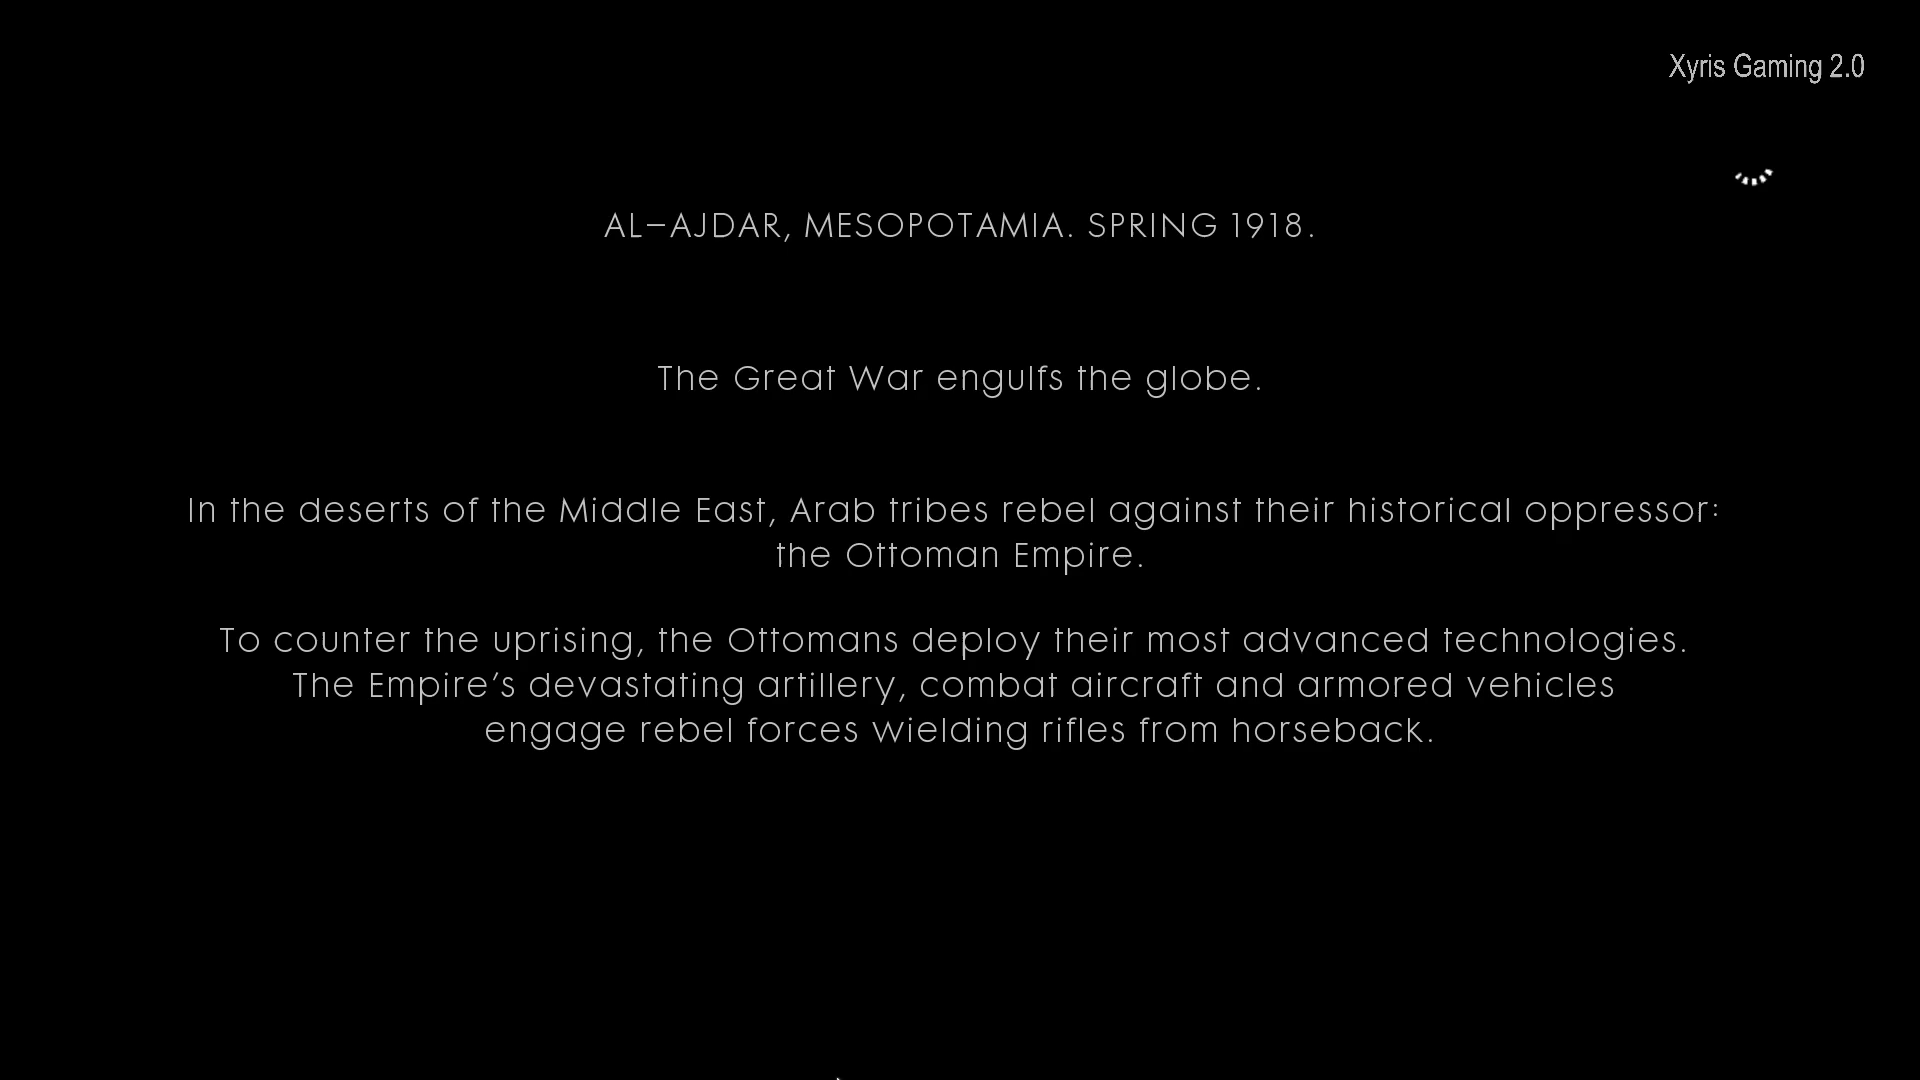 Xyris Gaming 2.0
AL-AJDAR, MESOPOTAMIA. SPRING 1918.
The Great War engulfs the globe.
In the deserts of the Middle East, Arab tribes rebel against their historical oppressor:
the Ottoman Empire.
To counter the uprising, the Ottomans deploy their most advanced technologies.
The Empire's devastating artillery, combat aircraft and armored vehicles
engage rebel forces wielding rifles from horseback.